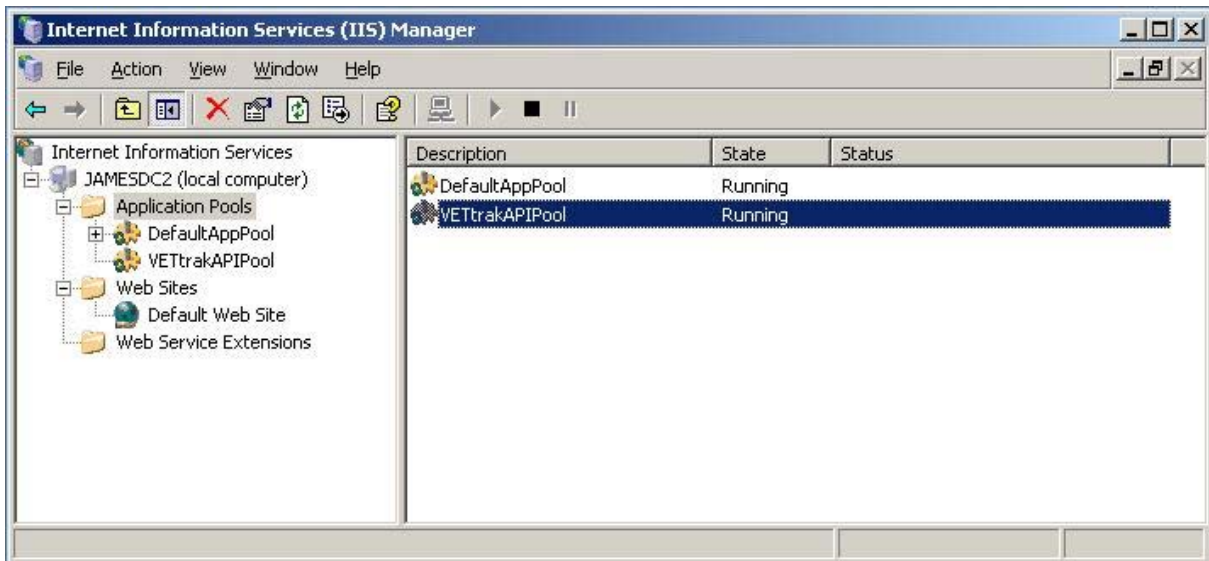 Internet Information Services (IIS) Manager
File Action View Window Help
Internet Information Services
JAMESDC2 (local computer)
Application Pools
DefaultAppPool
VETtrakAPIPool
Web Sites
Default Web Site
Web Service Extensions
Description State Status
DefaultAppPool Running
VETtrakAPIPool Running